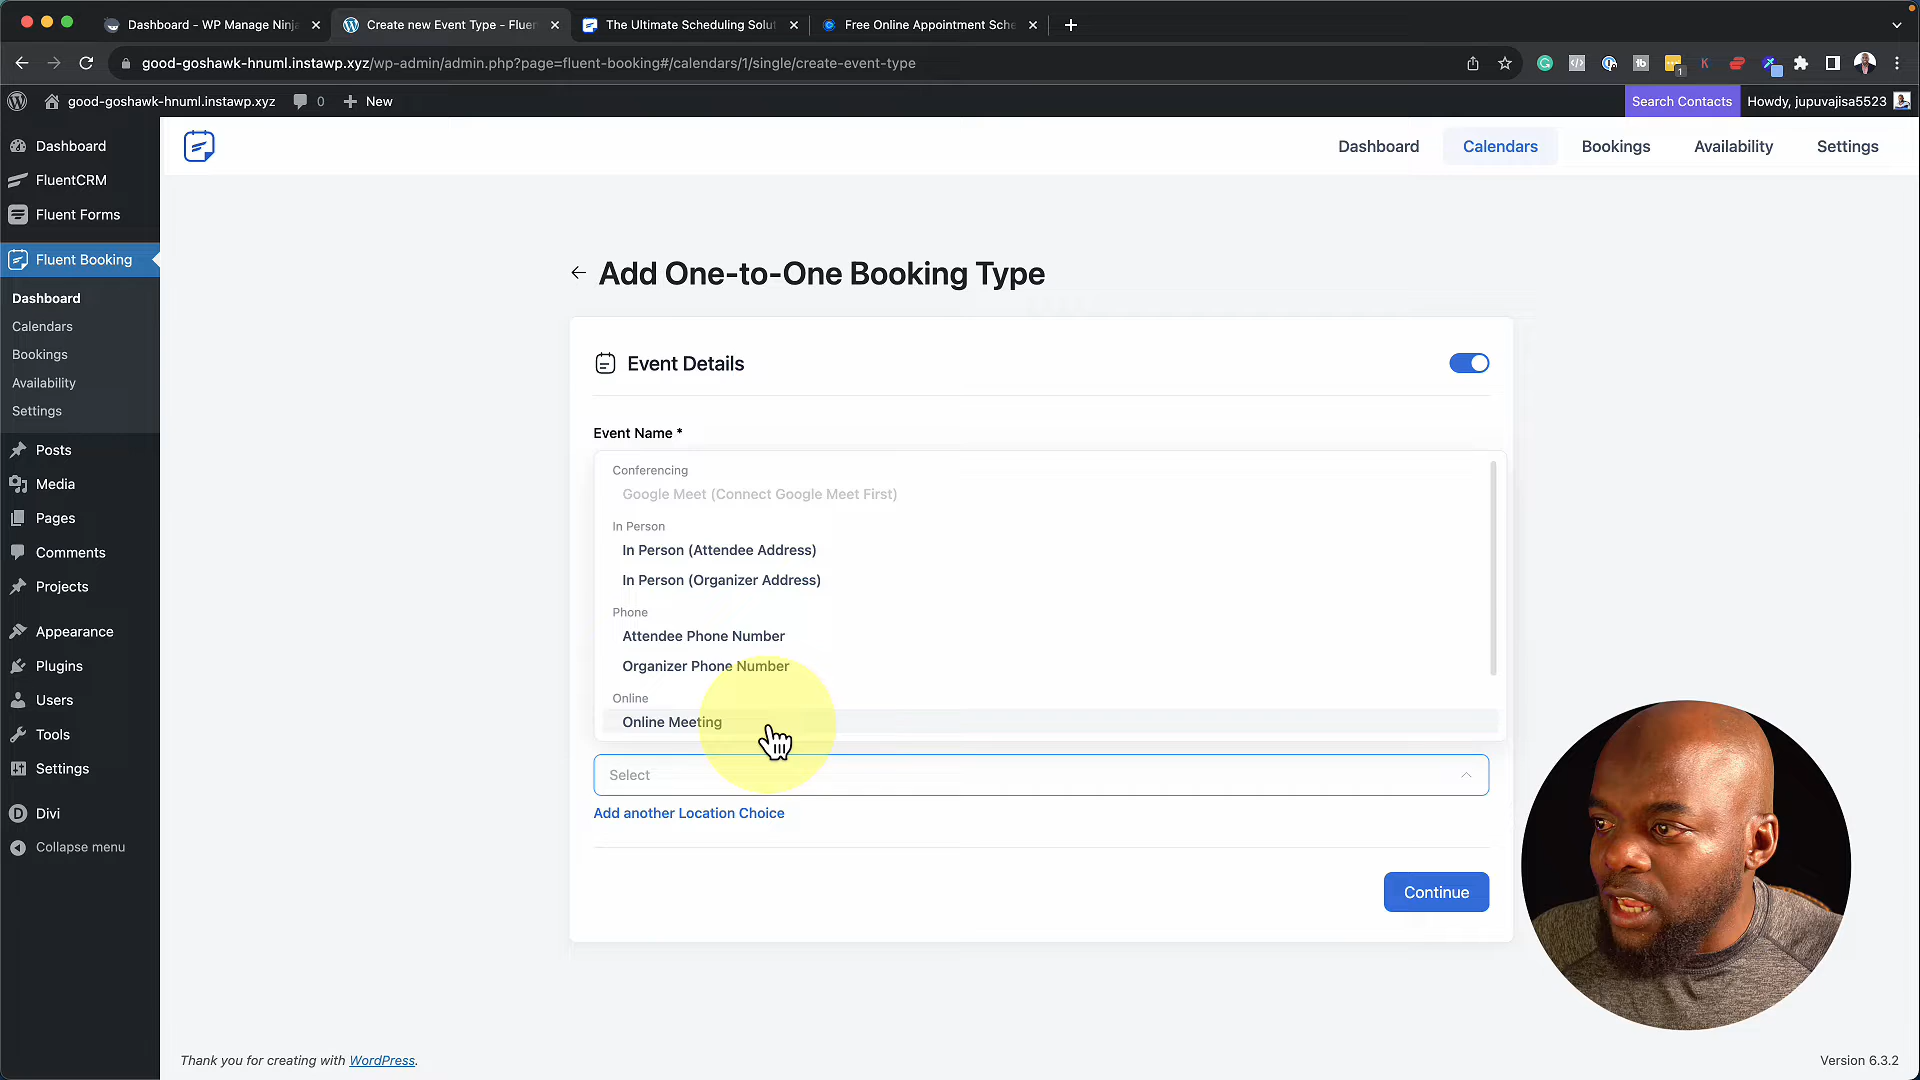 Dashboard - WP Manage Ninja
Create new Event Type - Fluen
The Ultimate Scheduling Solut
Free Online Appointment Sche
good-goshawk-hnuml.instawp.xyz/wp-admin/admin.php?page=fluent-booking#/calendars/1/single/create-event-type
good-goshawk-hnuml.instawp.xyz 0 New
Search Contacts Howdy, jupuvajisa5523
Dashboard
FluentCRM
Fluent Forms
Fluent Booking
Dashboard
Calendars
Bookings
Availability
Settings
Posts
Media
Pages
Comments
Projects
Appearance
Plugins
Users
Tools
Settings
Divi
Collapse menu
Dashboard Calendars Bookings Availability Settings
← Add One-to-One Booking Type
Event Details
Event Name *
Conferencing
Google Meet (Connect Google Meet First)
In Person
In Person (Attendee Address)
In Person (Organizer Address)
Phone
Attendee Phone Number
Organizer Phone Number
Online
Online Meeting
Select
Add another Location Choice
Continue
Thank you for creating with WordPress.
Version 6.3.2